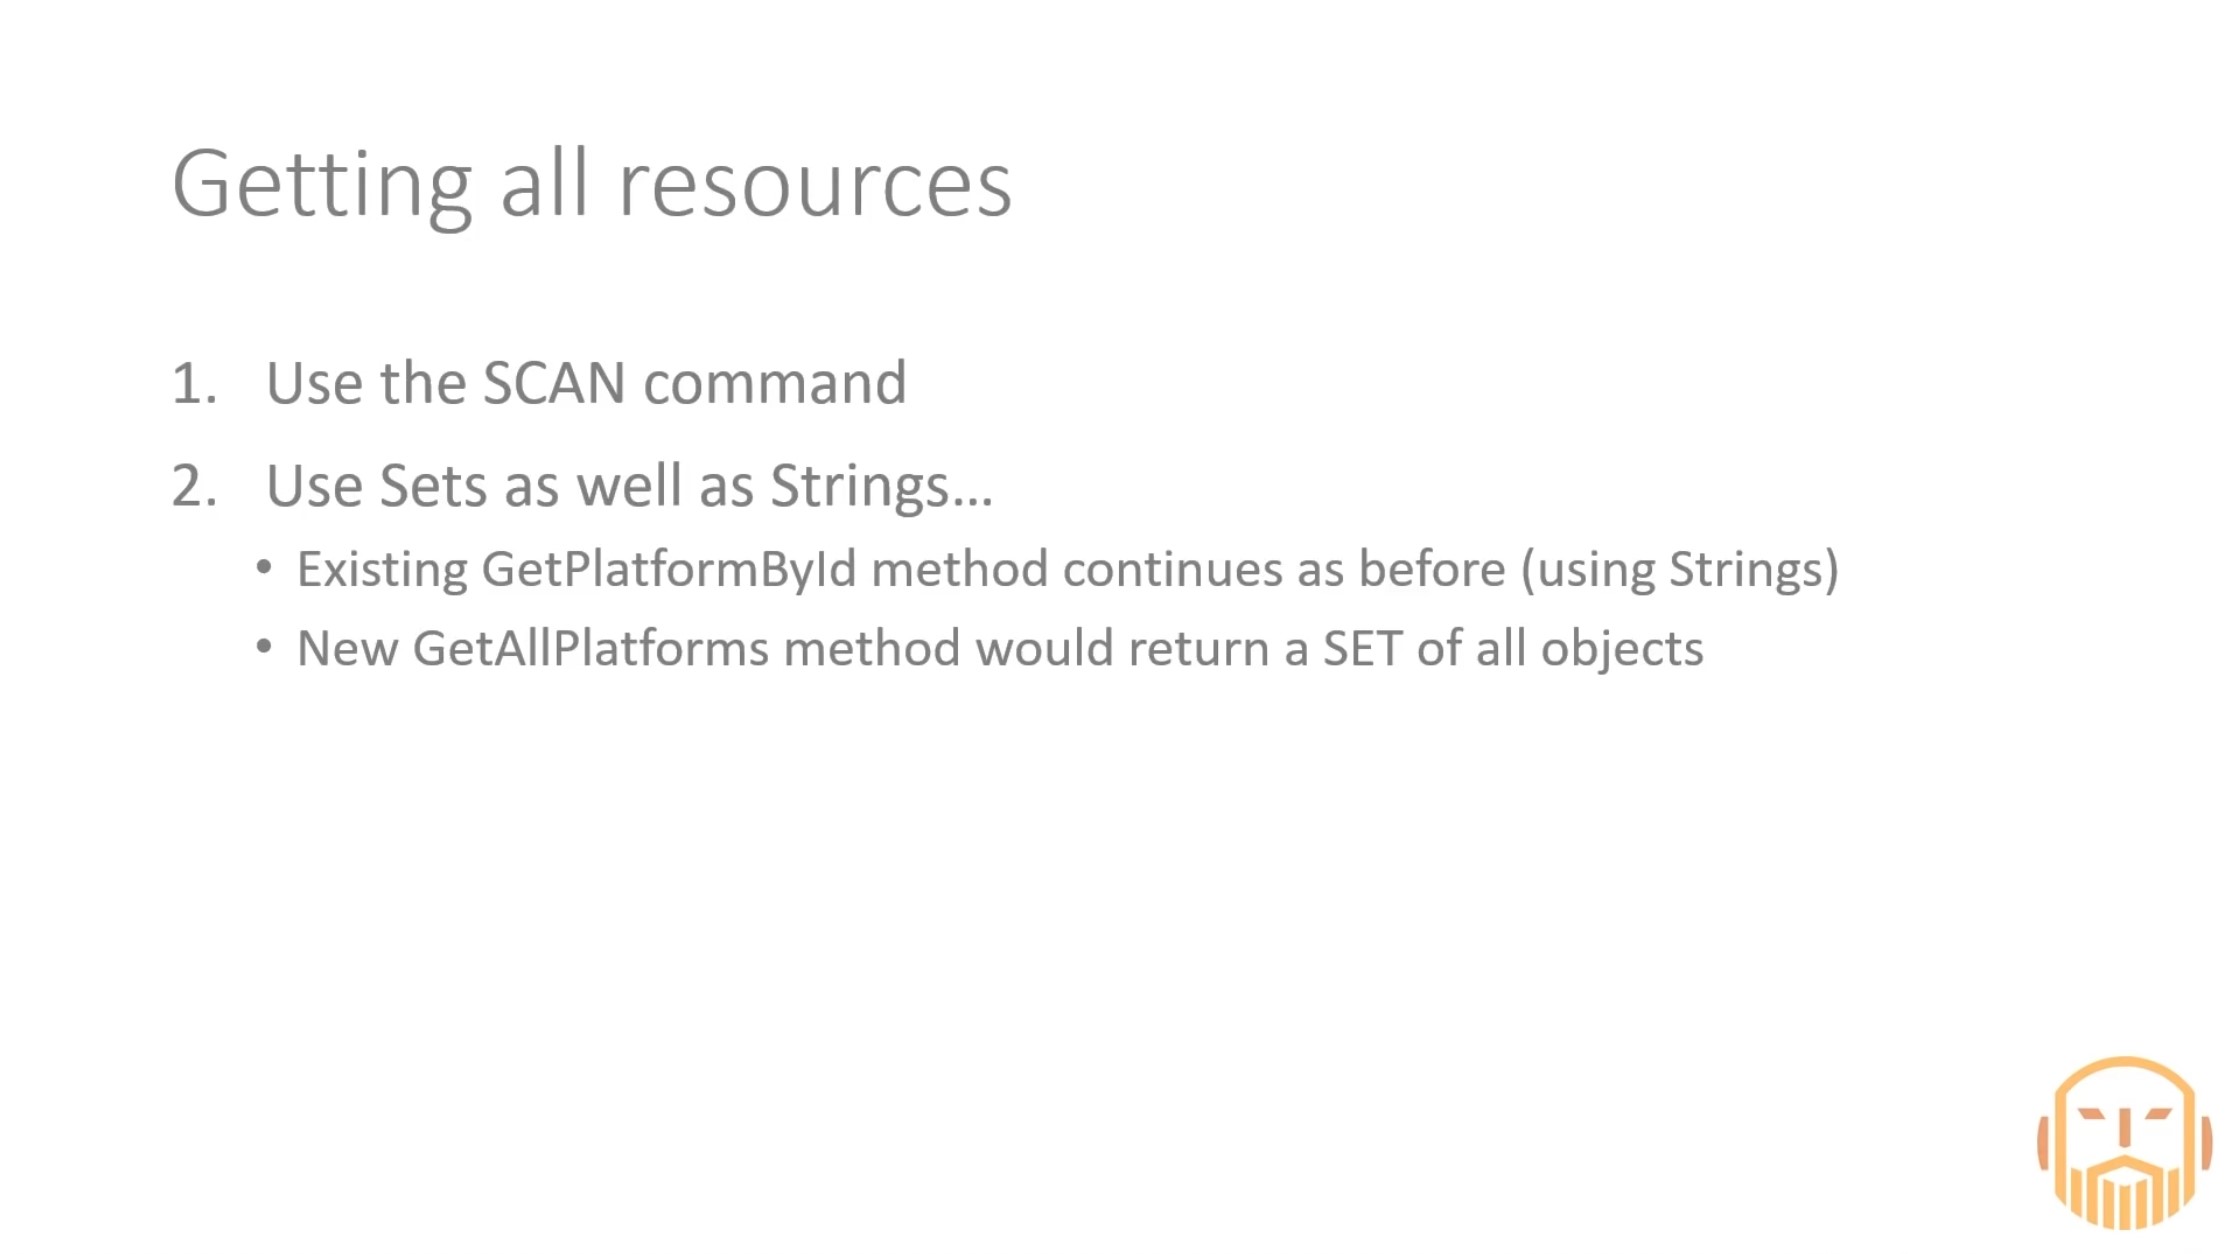 Getting all resources
1. Use the SCAN command
2. Use Sets as well as Strings...
• Existing GetPlatformById method continues as before (using Strings)
• New GetAllPlatforms method would return a SET of all objects